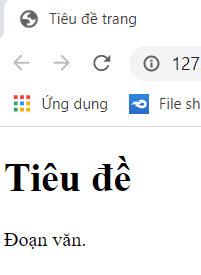 Tiêu đề trang
127
Ứng dụng File sh
Tiêu đề
Đoạn văn.